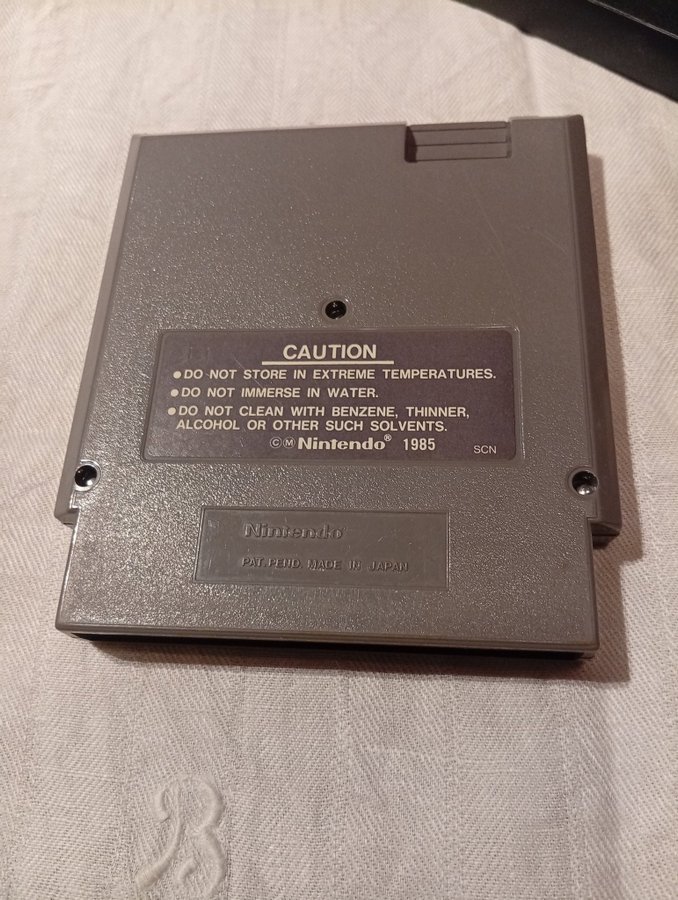 CAUTION
•DO NOT STORE IN EXTREME TEMPERATURES.
•DO NOT IMMERSE IN WATER.
•DO NOT CLEAN WITH BENZENE, THINNER,
ALCOHOL OR OTHER SUCH SOLVENTS.
©Ⓜ Nintendo® 1985 SCN
Nintendo®
PAT.PEND. MADE IN JAPAN
B